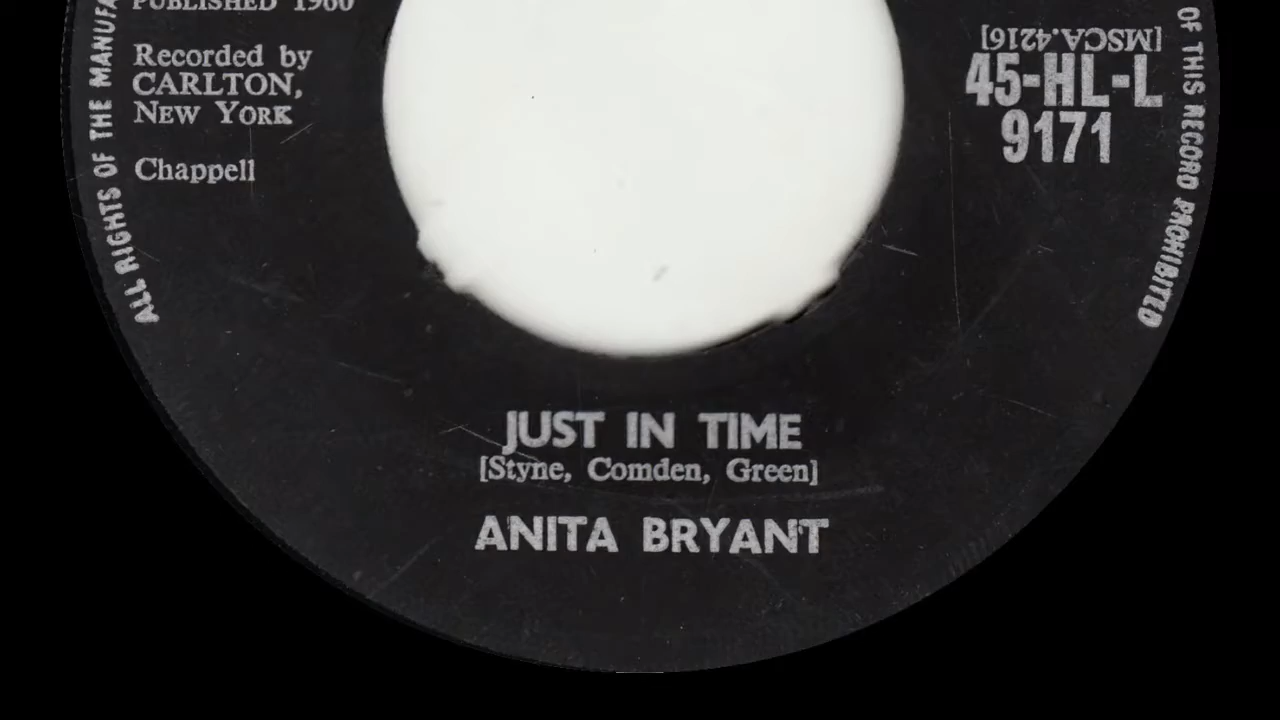 PUBLISHED 1960
Recorded by
CARLTON,
NEW YORK
Chappell
[MSCA.4216]
45-HL-L
9171
ALL RIGHTS OF THE MANUFA
OF THIS RECORD PROHIBITED
JUST IN TIME
[Styne, Comden, Green]
ANITA BRYANT